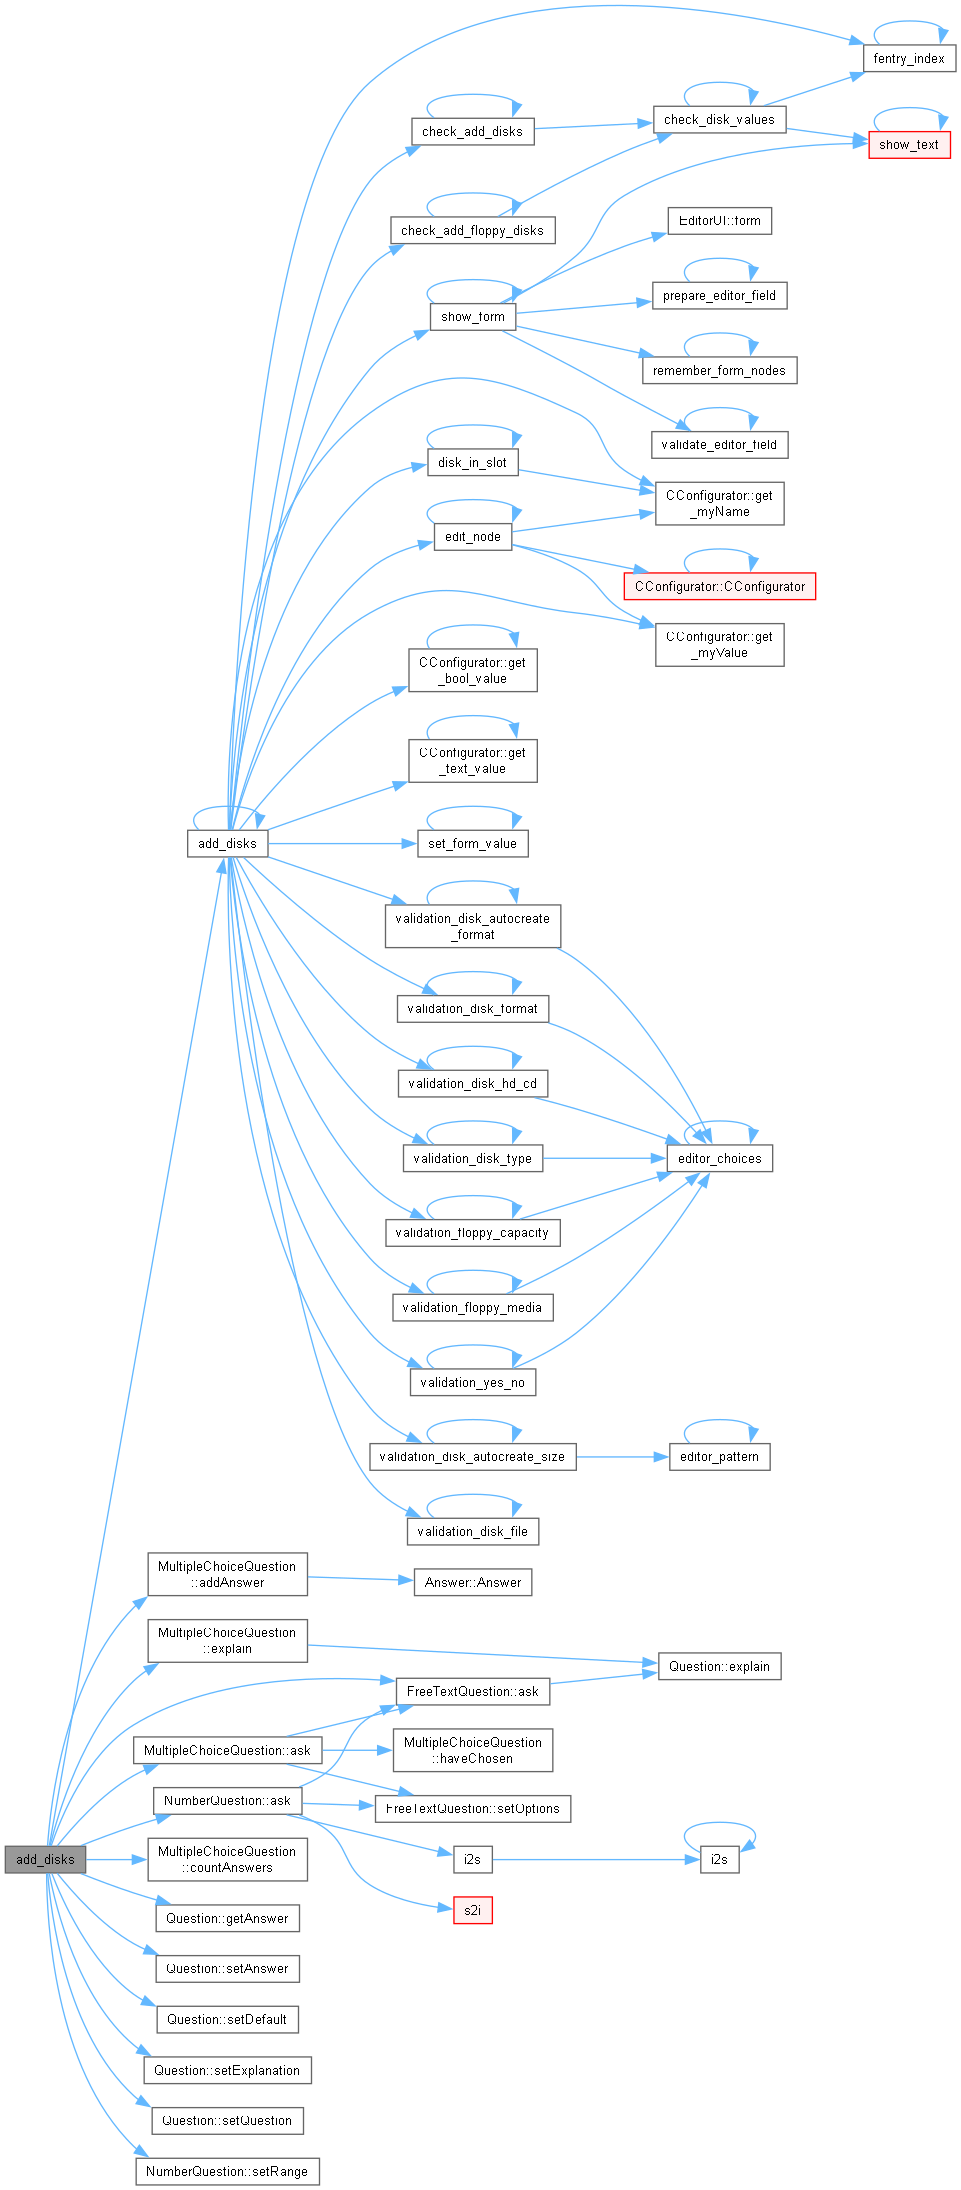 fentry_index
check_disk_values
check_add_disks
show_text
EditorUI::form
check_add_floppy_disks
prepare_editor_field
show_form
remember_form_nodes
validate_editor_field
disk_in_slot
CConfigurator::get
_myName
edit_node
CConfigurator::CConfigurator
CConfigurator::get
_myValue
CConfigurator::get
_bool_value
CConfigurator::get
_text_value
add_disks
set_form_value
validation_disk_autocreate
_format
validation_disk_format
validation_disk_hd_cd
validation_disk_type
editor_choices
validation_floppy_capacity
validation_floppy_media
validation_yes_no
validation_disk_autocreate_size
editor_pattern
validation_disk_file
MultipleChoiceQuestion
::addAnswer
Answer::Answer
MultipleChoiceQuestion
::explain
Question::explain
FreeTextQuestion::ask
MultipleChoiceQuestion::ask
MultipleChoiceQuestion
::haveChosen
NumberQuestion::ask
FreeTextQuestion::setOptions
add_disks
MultipleChoiceQuestion
::countAnswers
i2s
i2s
s2i
Question::getAnswer
Question::setAnswer
Question::setDefault
Question::setExplanation
Question::setQuestion
NumberQuestion::setRange